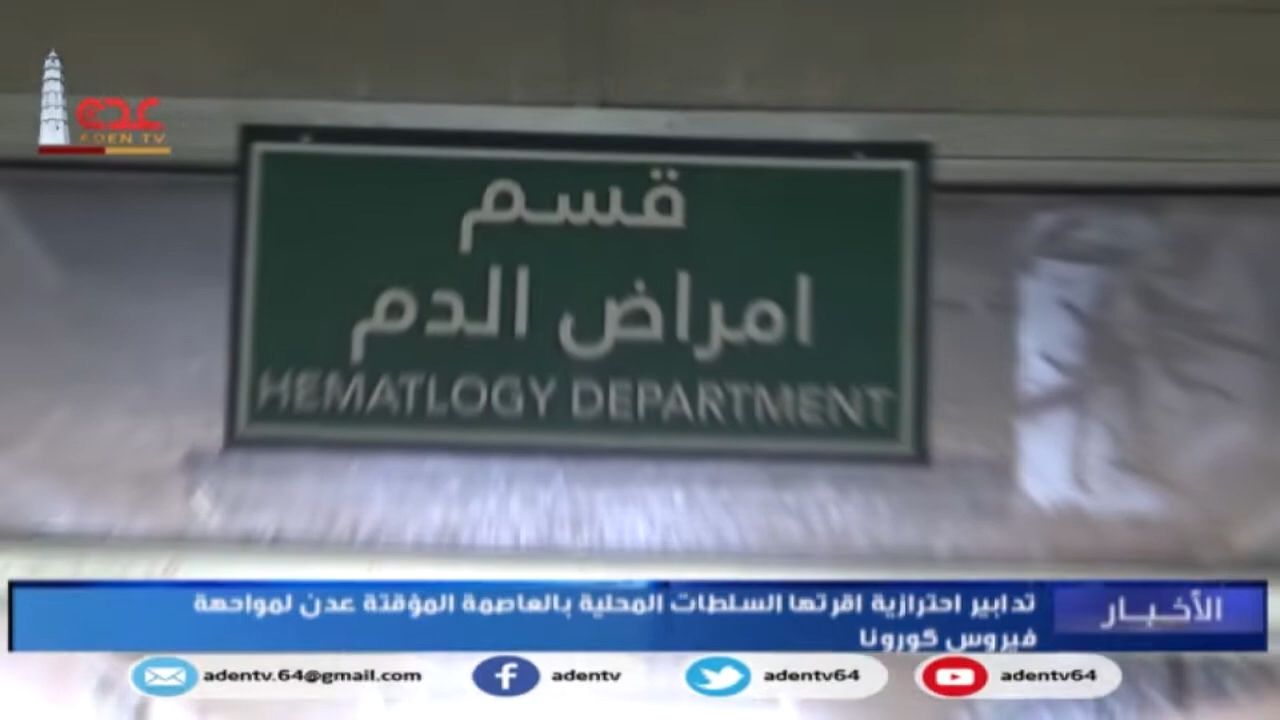 عدن
ADEN TV
قسم
امراض الدم
HEMATLOGY DEPARTMENT
الأخبار
تدابير احترازية اقرتها السلطات المحلية بالعاصمة المؤقتة عدن لمواجهة
فيروس كورونا
adentv.64@gmail.com
adentv
adentv64
adentv64